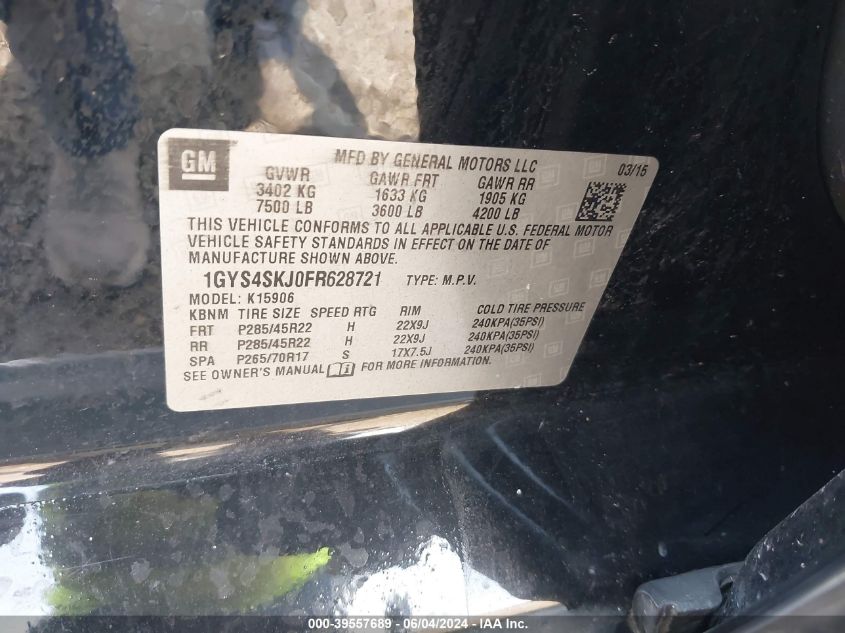 GM
MFD BY GENERAL MOTORS LLC
03/15
GVWR GAWR FRT GAWR RR
3402 KG 1633 KG 1905 KG
7500 LB 3600 LB 4200 LB
THIS VEHICLE CONFORMS TO ALL APPLICABLE U.S. FEDERAL MOTOR
VEHICLE SAFETY STANDARDS IN EFFECT ON THE DATE OF
MANUFACTURE SHOWN ABOVE.
1GYS4SKJ0FR628721 TYPE: M.P.V.
MODEL: K15906
KBNM TIRE SIZE SPEED RTG RIM COLD TIRE PRESSURE
FRT P285/45R22 H 22X9J 240KPA(35PSI)
RR P285/45R22 H 22X9J 240KPA(35PSI)
SPA P265/70R17 S 17X7.5J 240KPA(35PSI)
SEE OWNER'S MANUAL FOR MORE INFORMATION.
000-39557689 - 06/04/2024 -